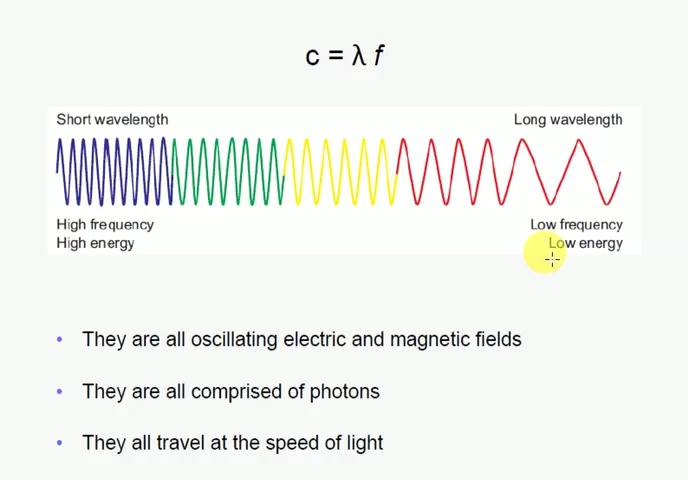 c = λ f
Short wavelength Long wavelength
High frequency Low frequency
High energy Low energy
• They are all oscillating electric and magnetic fields
• They are all comprised of photons
• They all travel at the speed of light